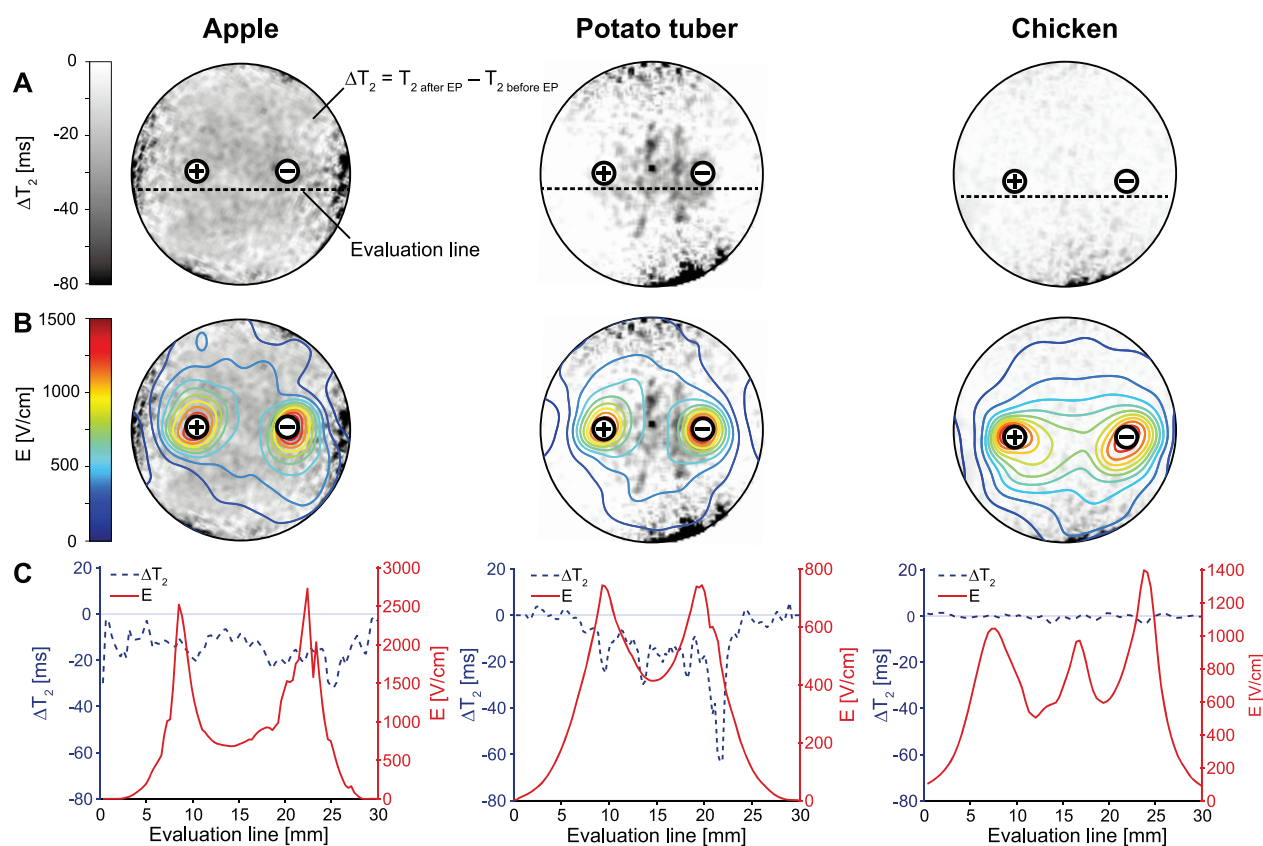 Apple Potato tuber Chicken
A
0
-20
-40
-60
-80
ΔT2 [ms]
ΔT2 = T2 after EP − T2 before EP
Evaluation line
+ −
+ −
+ −
B
1500
1000
500
0
E [V/cm]
+ −
+ −
+ −
C
20
0
-20
-40
-60
-80
ΔT2 [ms]
ΔT2
E
3000
2500
2000
1500
1000
500
0
E [V/cm]
0 5 10 15 20 25 30
Evaluation line [mm]
20
0
-20
-40
-60
-80
ΔT2 [ms]
ΔT2
E
800
600
400
200
0
E [V/cm]
0 5 10 15 20 25 30
Evaluation line [mm]
20
0
-20
-40
-60
-80
ΔT2 [ms]
ΔT2
E
1400
1200
1000
800
600
400
200
0
E [V/cm]
0 5 10 15 20 25 30
Evaluation line [mm]